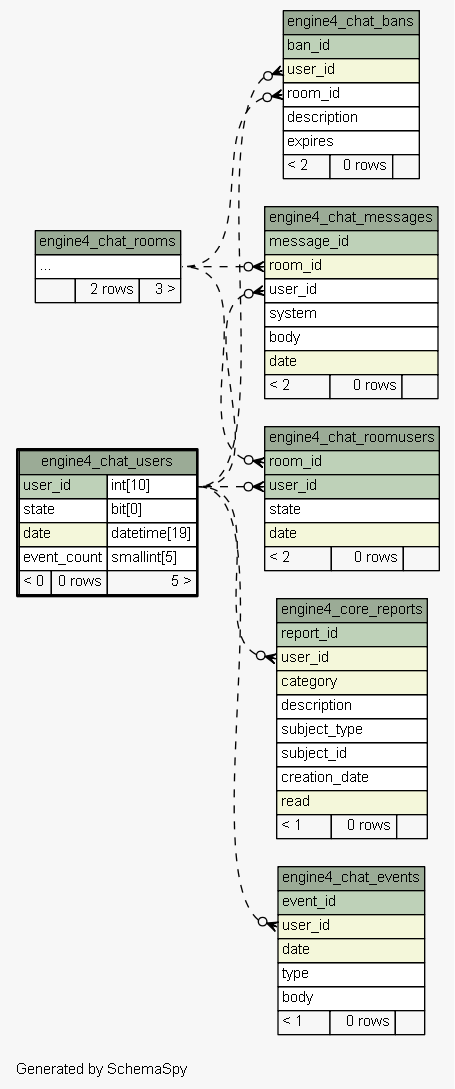 engine4_chat_bans
ban_id
user_id
room_id
description
expires
< 2 0 rows
engine4_chat_rooms
...
2 rows 3 >
engine4_chat_messages
message_id
room_id
user_id
system
body
date
< 2 0 rows
engine4_chat_users
user_id int[10]
state bit[0]
date datetime[19]
event_count smallint[5]
< 0 0 rows 5 >
engine4_chat_roomusers
room_id
user_id
state
date
< 2 0 rows
engine4_core_reports
report_id
user_id
category
description
subject_type
subject_id
creation_date
read
< 1 0 rows
engine4_chat_events
event_id
user_id
date
type
body
< 1 0 rows
Generated by SchemaSpy